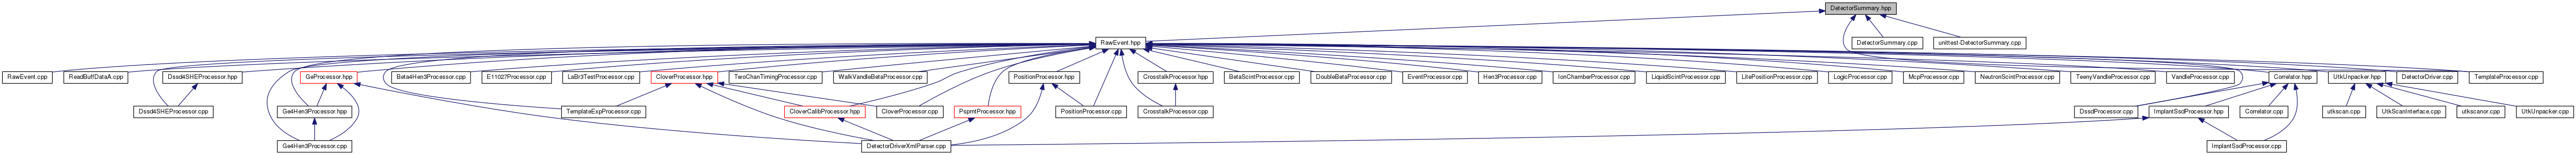 DetectorSummary.hpp
RawEvent.hpp
DetectorSummary.cpp
unittest-DetectorSummary.cpp
RawEvent.cpp
ReadBuffDataA.cpp
Dssd4SHEProcessor.hpp
GeProcessor.hpp
Beta4Hen3Processor.cpp
E11027Processor.cpp
LaBr3TestProcessor.cpp
CloverProcessor.hpp
TwoChanTimingProcessor.cpp
WalkVandleBetaProcessor.cpp
PositionProcessor.hpp
CrosstalkProcessor.hpp
BetaScintProcessor.cpp
DoubleBetaProcessor.cpp
EventProcessor.cpp
Hen3Processor.cpp
IonChamberProcessor.cpp
LiquidScintProcessor.cpp
LitePositionProcessor.cpp
LogicProcessor.cpp
McpProcessor.cpp
NeutronScintProcessor.cpp
TeenyVandleProcessor.cpp
VandleProcessor.cpp
Correlator.hpp
UtkUnpacker.hpp
DetectorDriver.cpp
TemplateProcessor.cpp
Dssd4SHEProcessor.cpp
Ge4Hen3Processor.hpp
TemplateExpProcessor.cpp
CloverCalibProcessor.hpp
CloverProcessor.cpp
PspmtProcessor.hpp
PositionProcessor.cpp
CrosstalkProcessor.cpp
DssdProcessor.cpp
ImplantSsdProcessor.hpp
Correlator.cpp
utkscan.cpp
UtkScanInterface.cpp
utkscanor.cpp
UtkUnpacker.cpp
Ge4Hen3Processor.cpp
DetectorDriverXmlParser.cpp
ImplantSsdProcessor.cpp